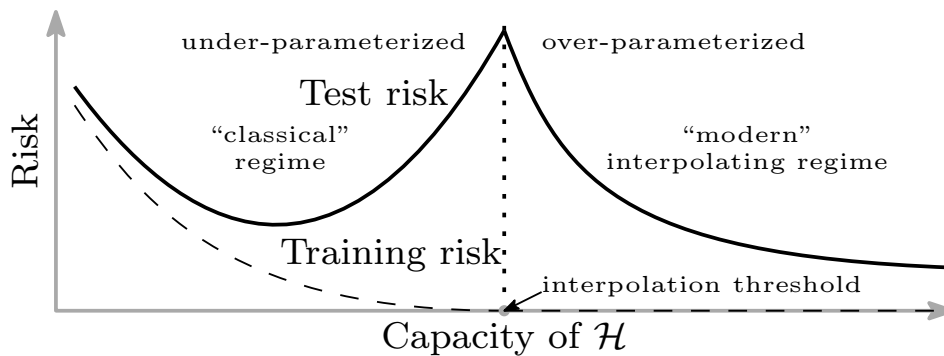 under-parameterized
over-parameterized
Test risk
“classical”
regime
“modern”
interpolating regime
Risk
Training risk
interpolation threshold
Capacity of ℋ